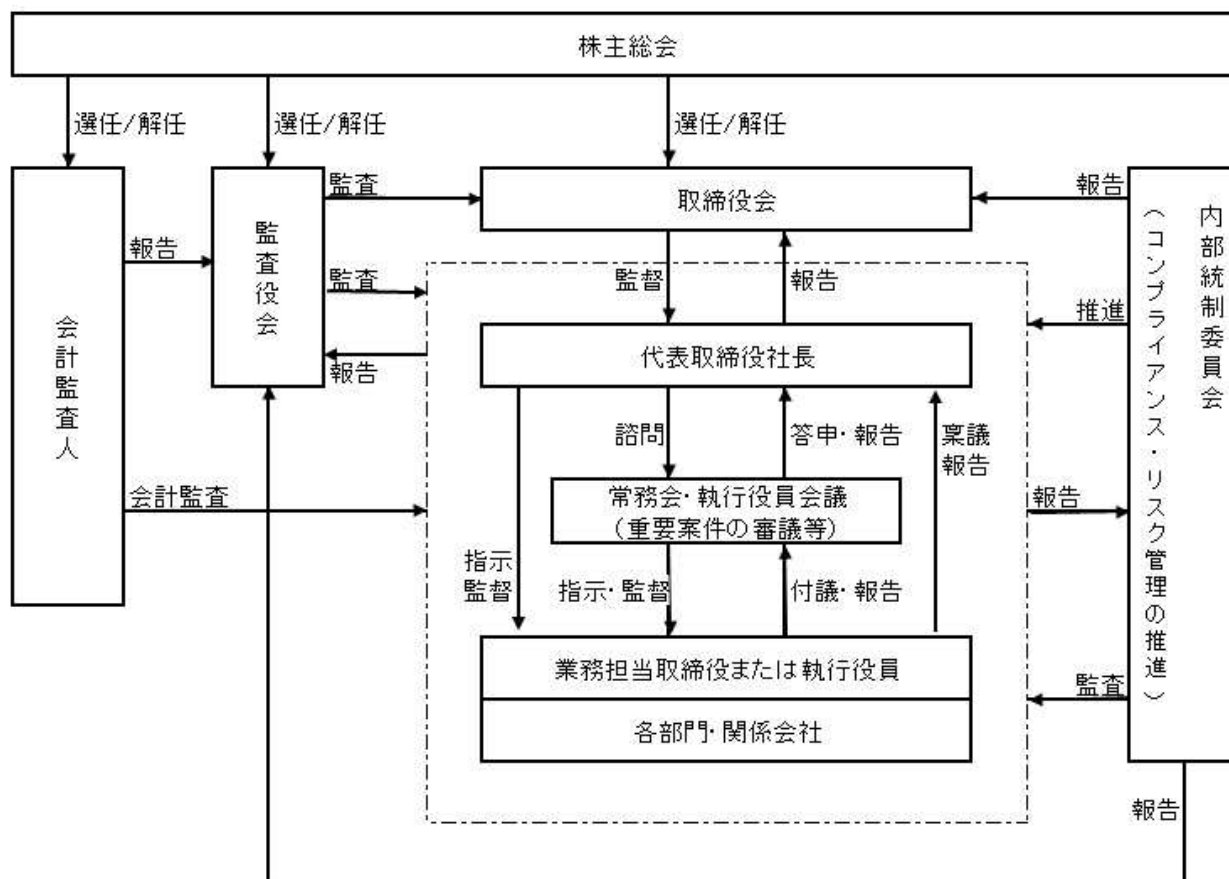 株主総会
選任/解任
選任/解任
選任/解任
会計監査人
監査役会
取締役会
内部統制委員会
（コンプライアンス・リスク管理の推進）
監査
報告
報告
監査
監督
報告
推進
報告
代表取締役社長
諮問
答申・報告
稟議
報告
会計監査
常務会・執行役員会議
（重要案件の審議等）
報告
指示
監督
指示・監督
付議・報告
業務担当取締役または執行役員
監査
各部門・関係会社
報告